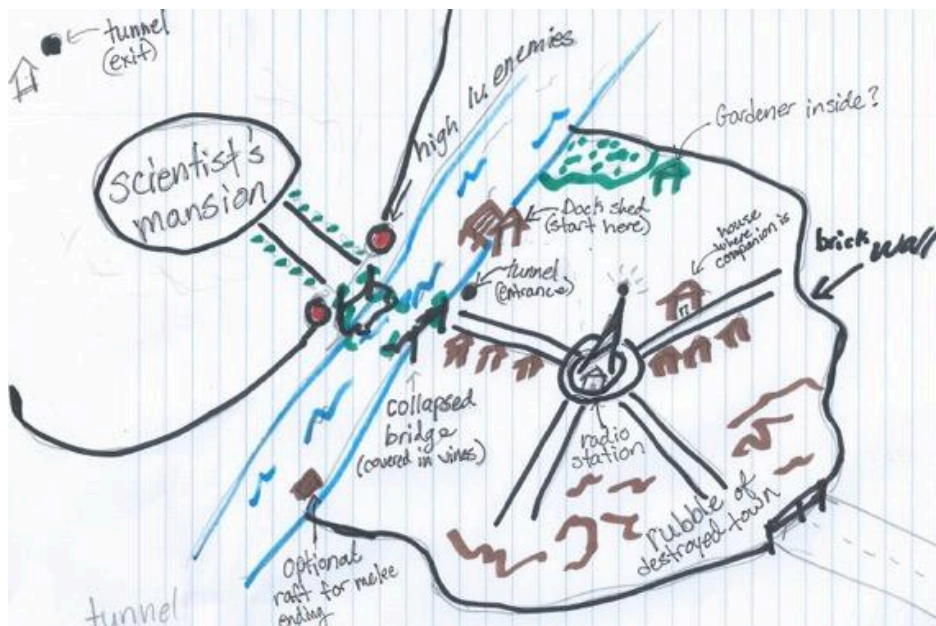 tunnel
(exit)
scientist's
mansion
high lv. enemies
Gardener inside?
Dock shed
(start here)
house
where
companion is
brick wall
tunnel
(entrance)
collapsed
bridge
(covered in vines)
radio
station
rubble of
destroyed town
Optional
raft for make
ending
tunnel